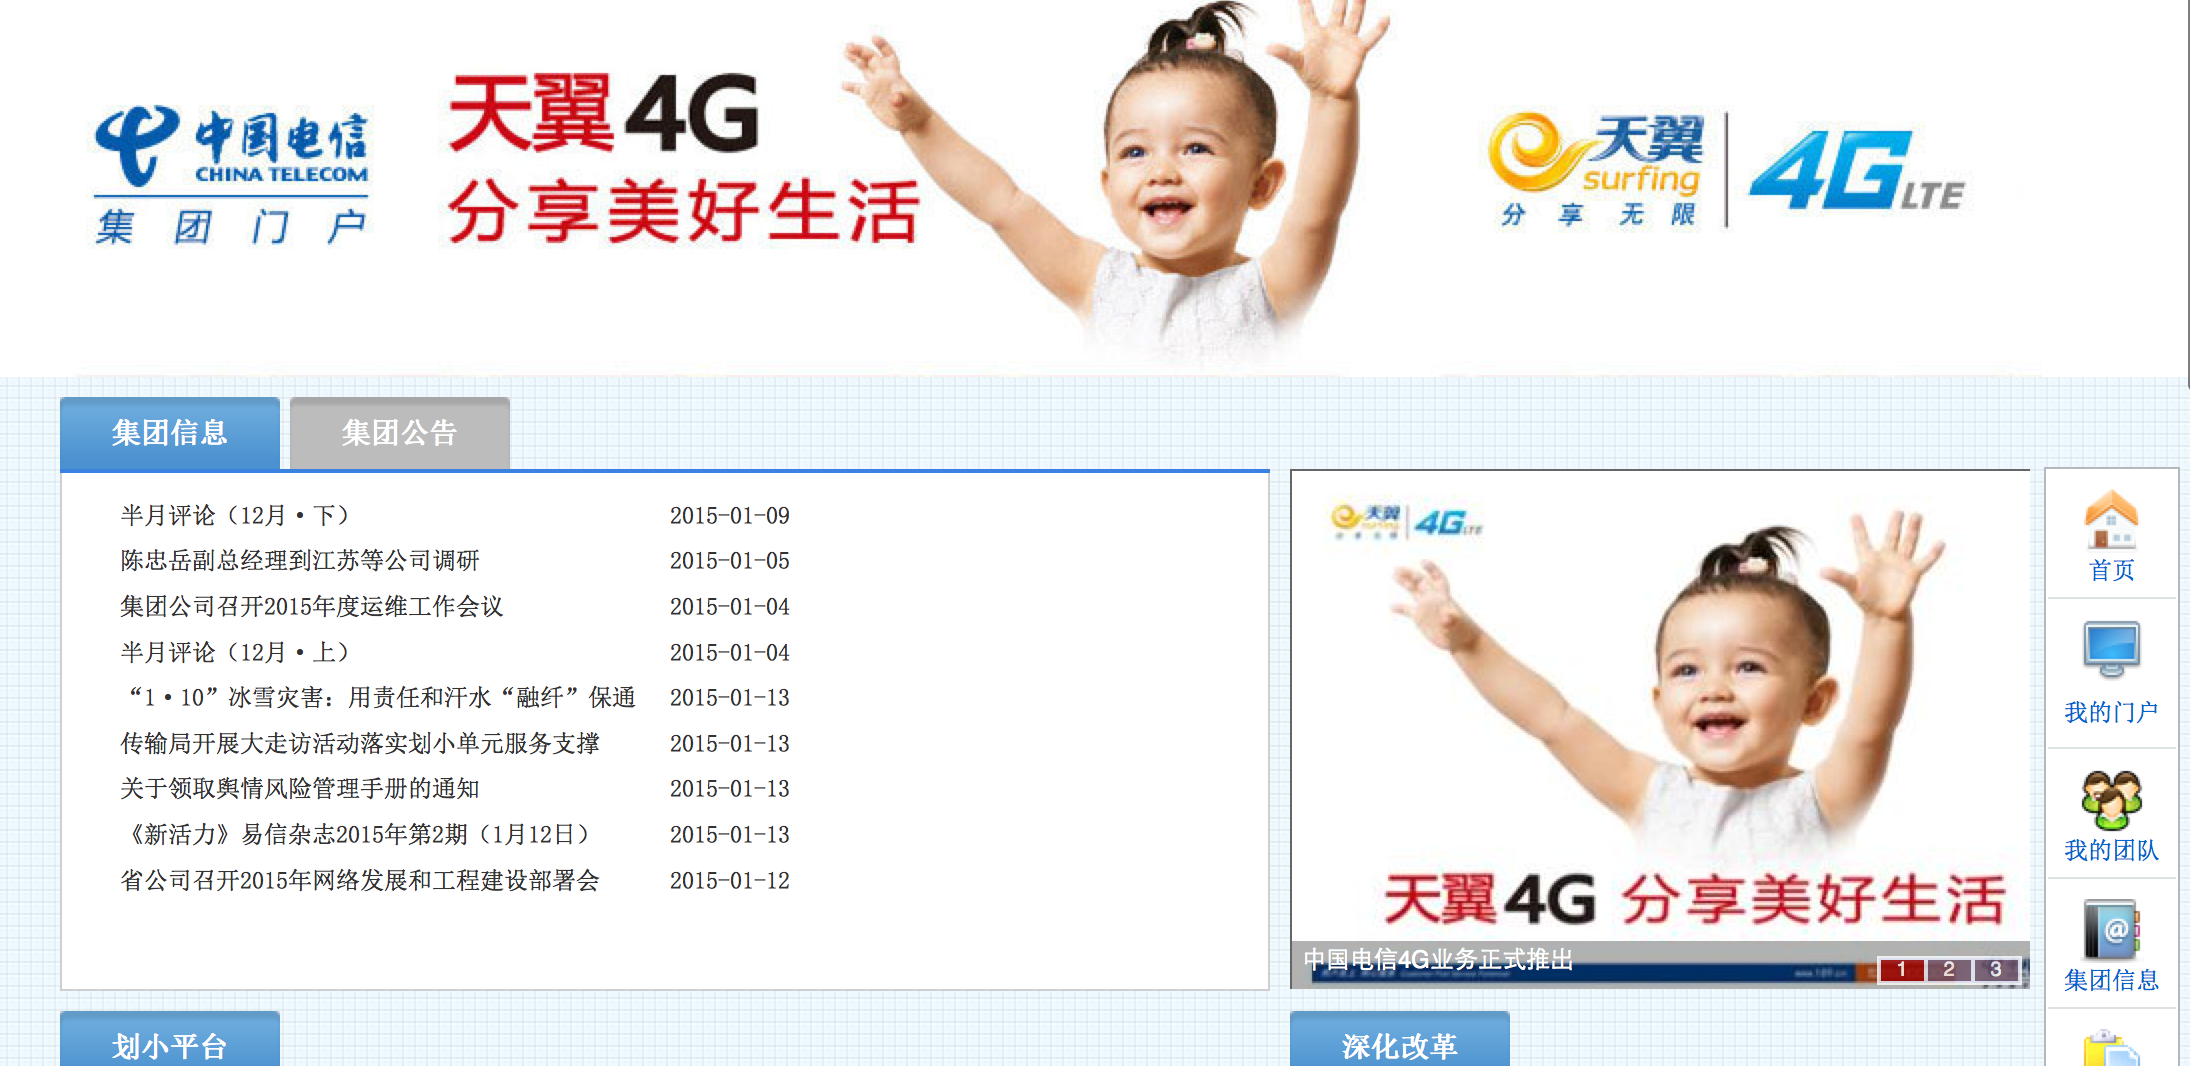 中国电信
CHINA TELECOM
集团门户
天翼4G
分享美好生活
天翼
surfing
分享无限
4G LTE
集团信息
集团公告
半月评论（12月·下） 2015-01-09
陈忠岳副总经理到江苏等公司调研 2015-01-05
集团公司召开2015年度运维工作会议 2015-01-04
半月评论（12月·上） 2015-01-04
“1·10”冰雪灾害：用责任和汗水“融纤”保通 2015-01-13
传输局开展大走访活动落实划小单元服务支撑 2015-01-13
关于领取舆情风险管理手册的通知 2015-01-13
《新活力》易信杂志2015年第2期（1月12日） 2015-01-13
省公司召开2015年网络发展和工程建设部署会 2015-01-12
天翼
surfing
分享无限
4G LTE
天翼4G 分享美好生活
中国电信4G业务正式推出
1 2 3
首页
我的门户
我的团队
@
集团信息
划小平台
深化改革